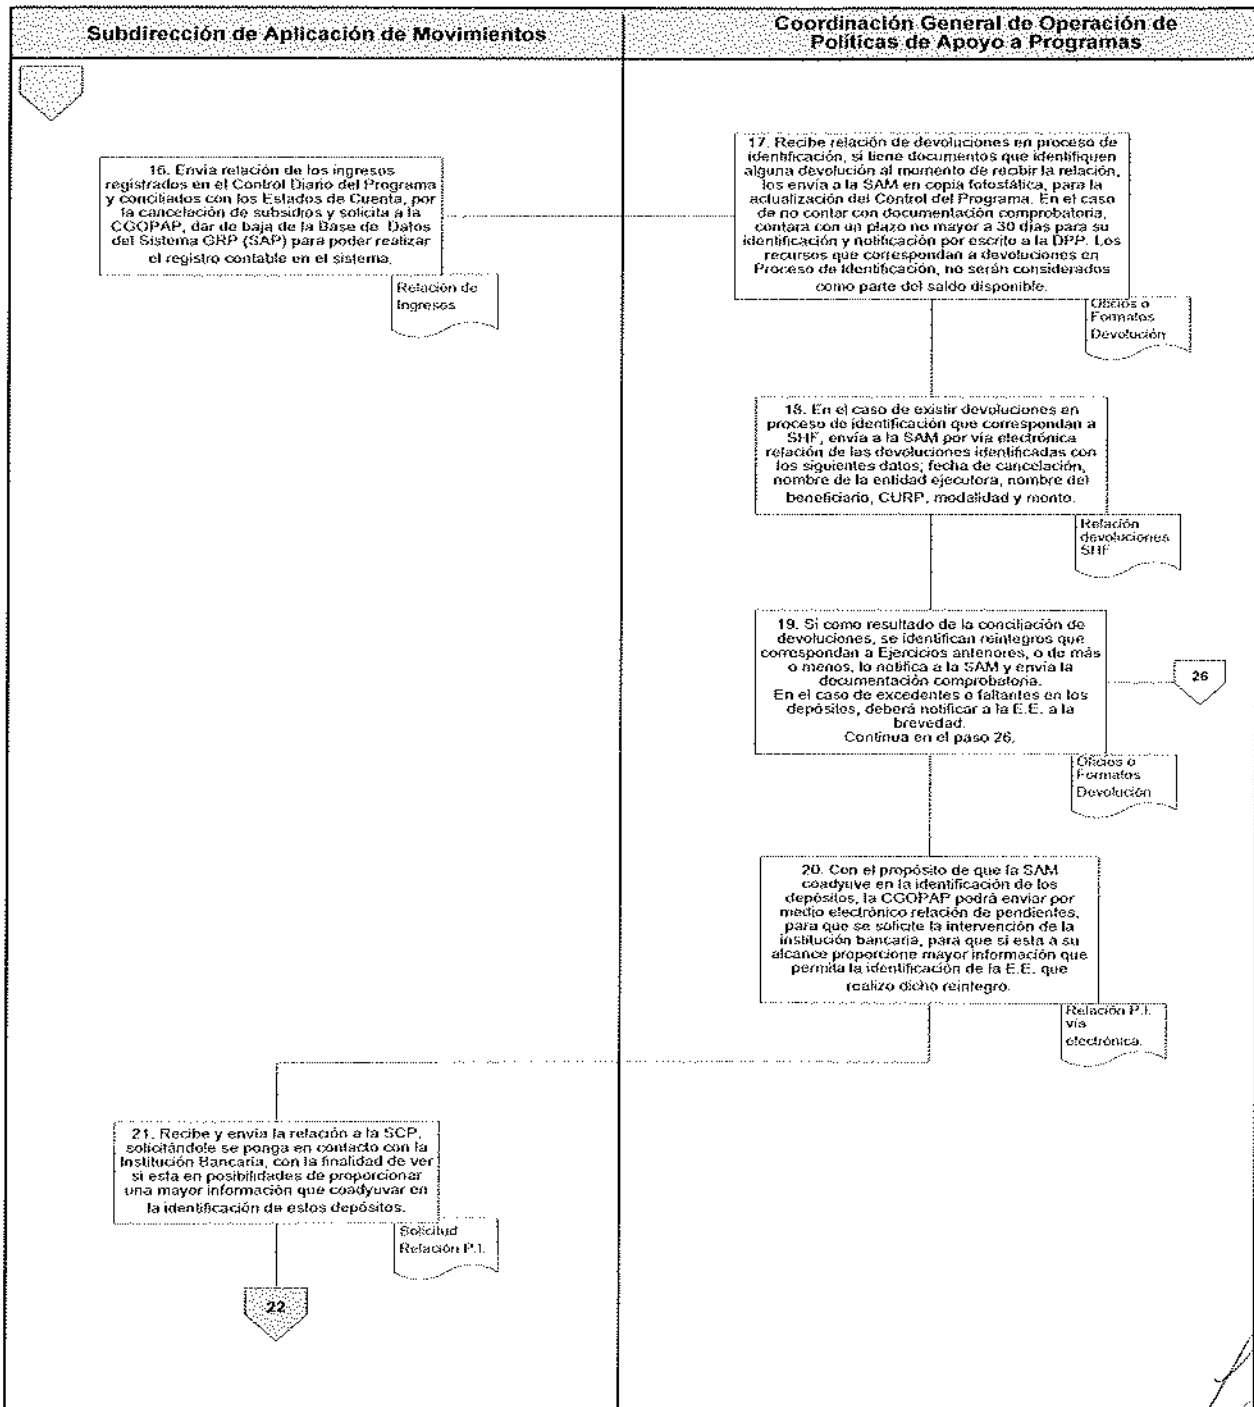 Subdirección de Aplicación de Movimientos
Coordinación General de Operación de
Políticas de Apoyo a Programas
16. Envía relación de los ingresos
registrados en el Control Diario del Programa
y conciliados con los Estados de Cuenta, por
la cancelación de subsidios y solicita a la
CGOPAP, dar de baja de la Base de Datos
del Sistema GRP (SAP) para poder realizar
el registro contable en el sistema.
Relación de
Ingresos
17. Recibe relación de devoluciones en proceso de
identificación, si tiene documentos que identifiquen
alguna devolución al momento de recibir la relación,
los envía a la SAM en copia fotostática, para la
actualización del Control del Programa. En el caso
de no contar con documentación comprobatoria,
contara con un plazo no mayor a 30 días para su
identificación y notificación por escrito a la DPP. Los
recursos que correspondan a devoluciones en
Proceso de Identificación, no serán considerados
como parte del saldo disponible.
Oficios o
Formatos
Devolución
18. En el caso de existir devoluciones en
proceso de identificación que correspondan a
SHF, envía a la SAM por vía electrónica
relación de las devoluciones identificadas con
los siguientes datos; fecha de cancelación,
nombre de la entidad ejecutora, nombre del
beneficiario, CURP, modalidad y monto.
Relación
devoluciones
SHF
19. Si como resultado de la conciliación de
devoluciones, se identifican reintegros que
correspondan a Ejercicios anteriores, o de más
o menos, lo notifica a la SAM y envía la
documentación comprobatoria.
En el caso de excedentes o faltantes en los
depósitos, deberá notificar a la E.E. a la
brevedad.
Continua en el paso 26.
26
Oficios o
Formatos
Devolución
20. Con el propósito de que la SAM
coadyuve en la identificación de los
depósitos, la CGOPAP podrá enviar por
medio electrónico relación de pendientes,
para que se solicite la intervención de la
institución bancaria, para que si esta a su
alcance proporcione mayor información que
permita la identificación de la E.E. que
realizo dicho reintegro.
Relación P.I.
vía
electrónica.
21. Recibe y envía la relación a la SCP,
solicitándole se ponga en contacto con la
Institución Bancaria, con la finalidad de ver
si esta en posibilidades de proporcionar
una mayor información que coadyuvar en
la identificación de estos depósitos.
Solicitud
Relación P.I.
22